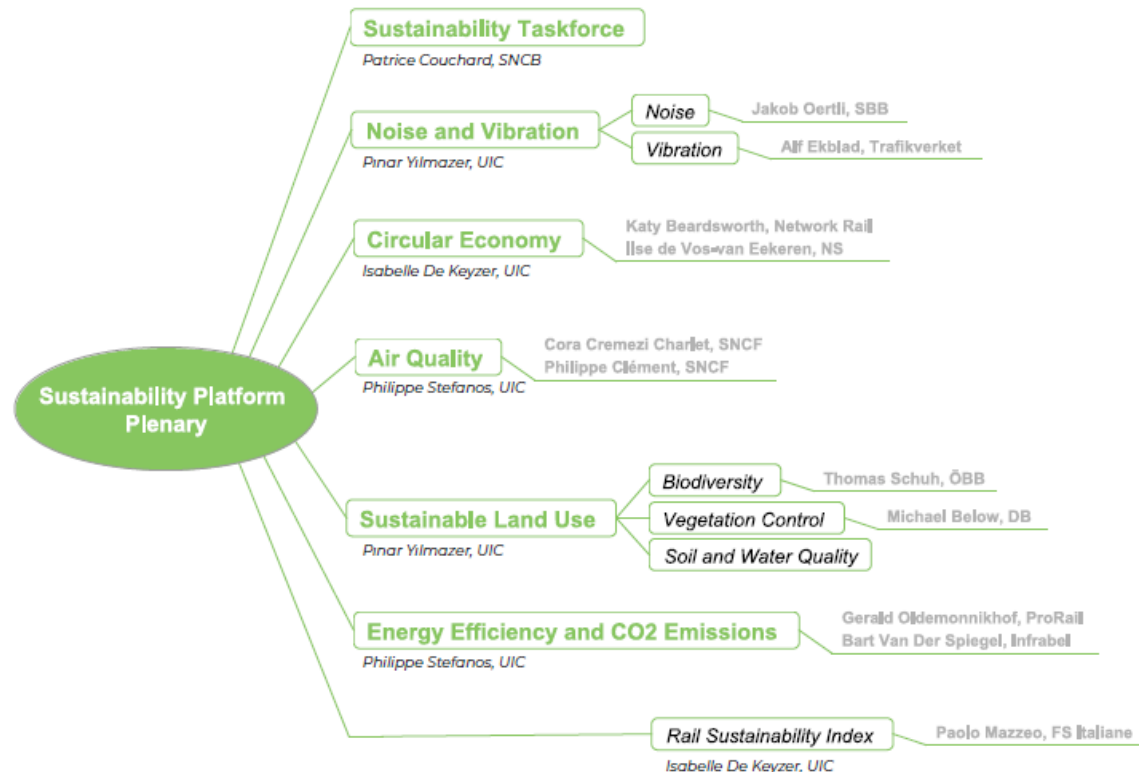 Sustainability Taskforce
Patrice Couchard, SNCB
Noise and Vibration
Pınar Yılmazer, UIC
Noise
Jakob Oertli, SBB
Vibration
Alf Ekblad, Trafikverket
Circular Economy
Isabelle De Keyzer, UIC
Katy Beardsworth, Network Rail
Ilse de Vos-van Eekeren, NS
Air Quality
Philippe Stefanos, UIC
Cora Cremezi Charlet, SNCF
Philippe Clément, SNCF
Sustainability Platform
Plenary
Sustainable Land Use
Pınar Yılmazer, UIC
Biodiversity
Thomas Schuh, ÖBB
Vegetation Control
Michael Below, DB
Soil and Water Quality
Energy Efficiency and CO2 Emissions
Philippe Stefanos, UIC
Gerald Oldemonnikhof, ProRail
Bart Van Der Spiegel, Infrabel
Rail Sustainability Index
Isabelle De Keyzer, UIC
Paolo Mazzeo, FS Italiane